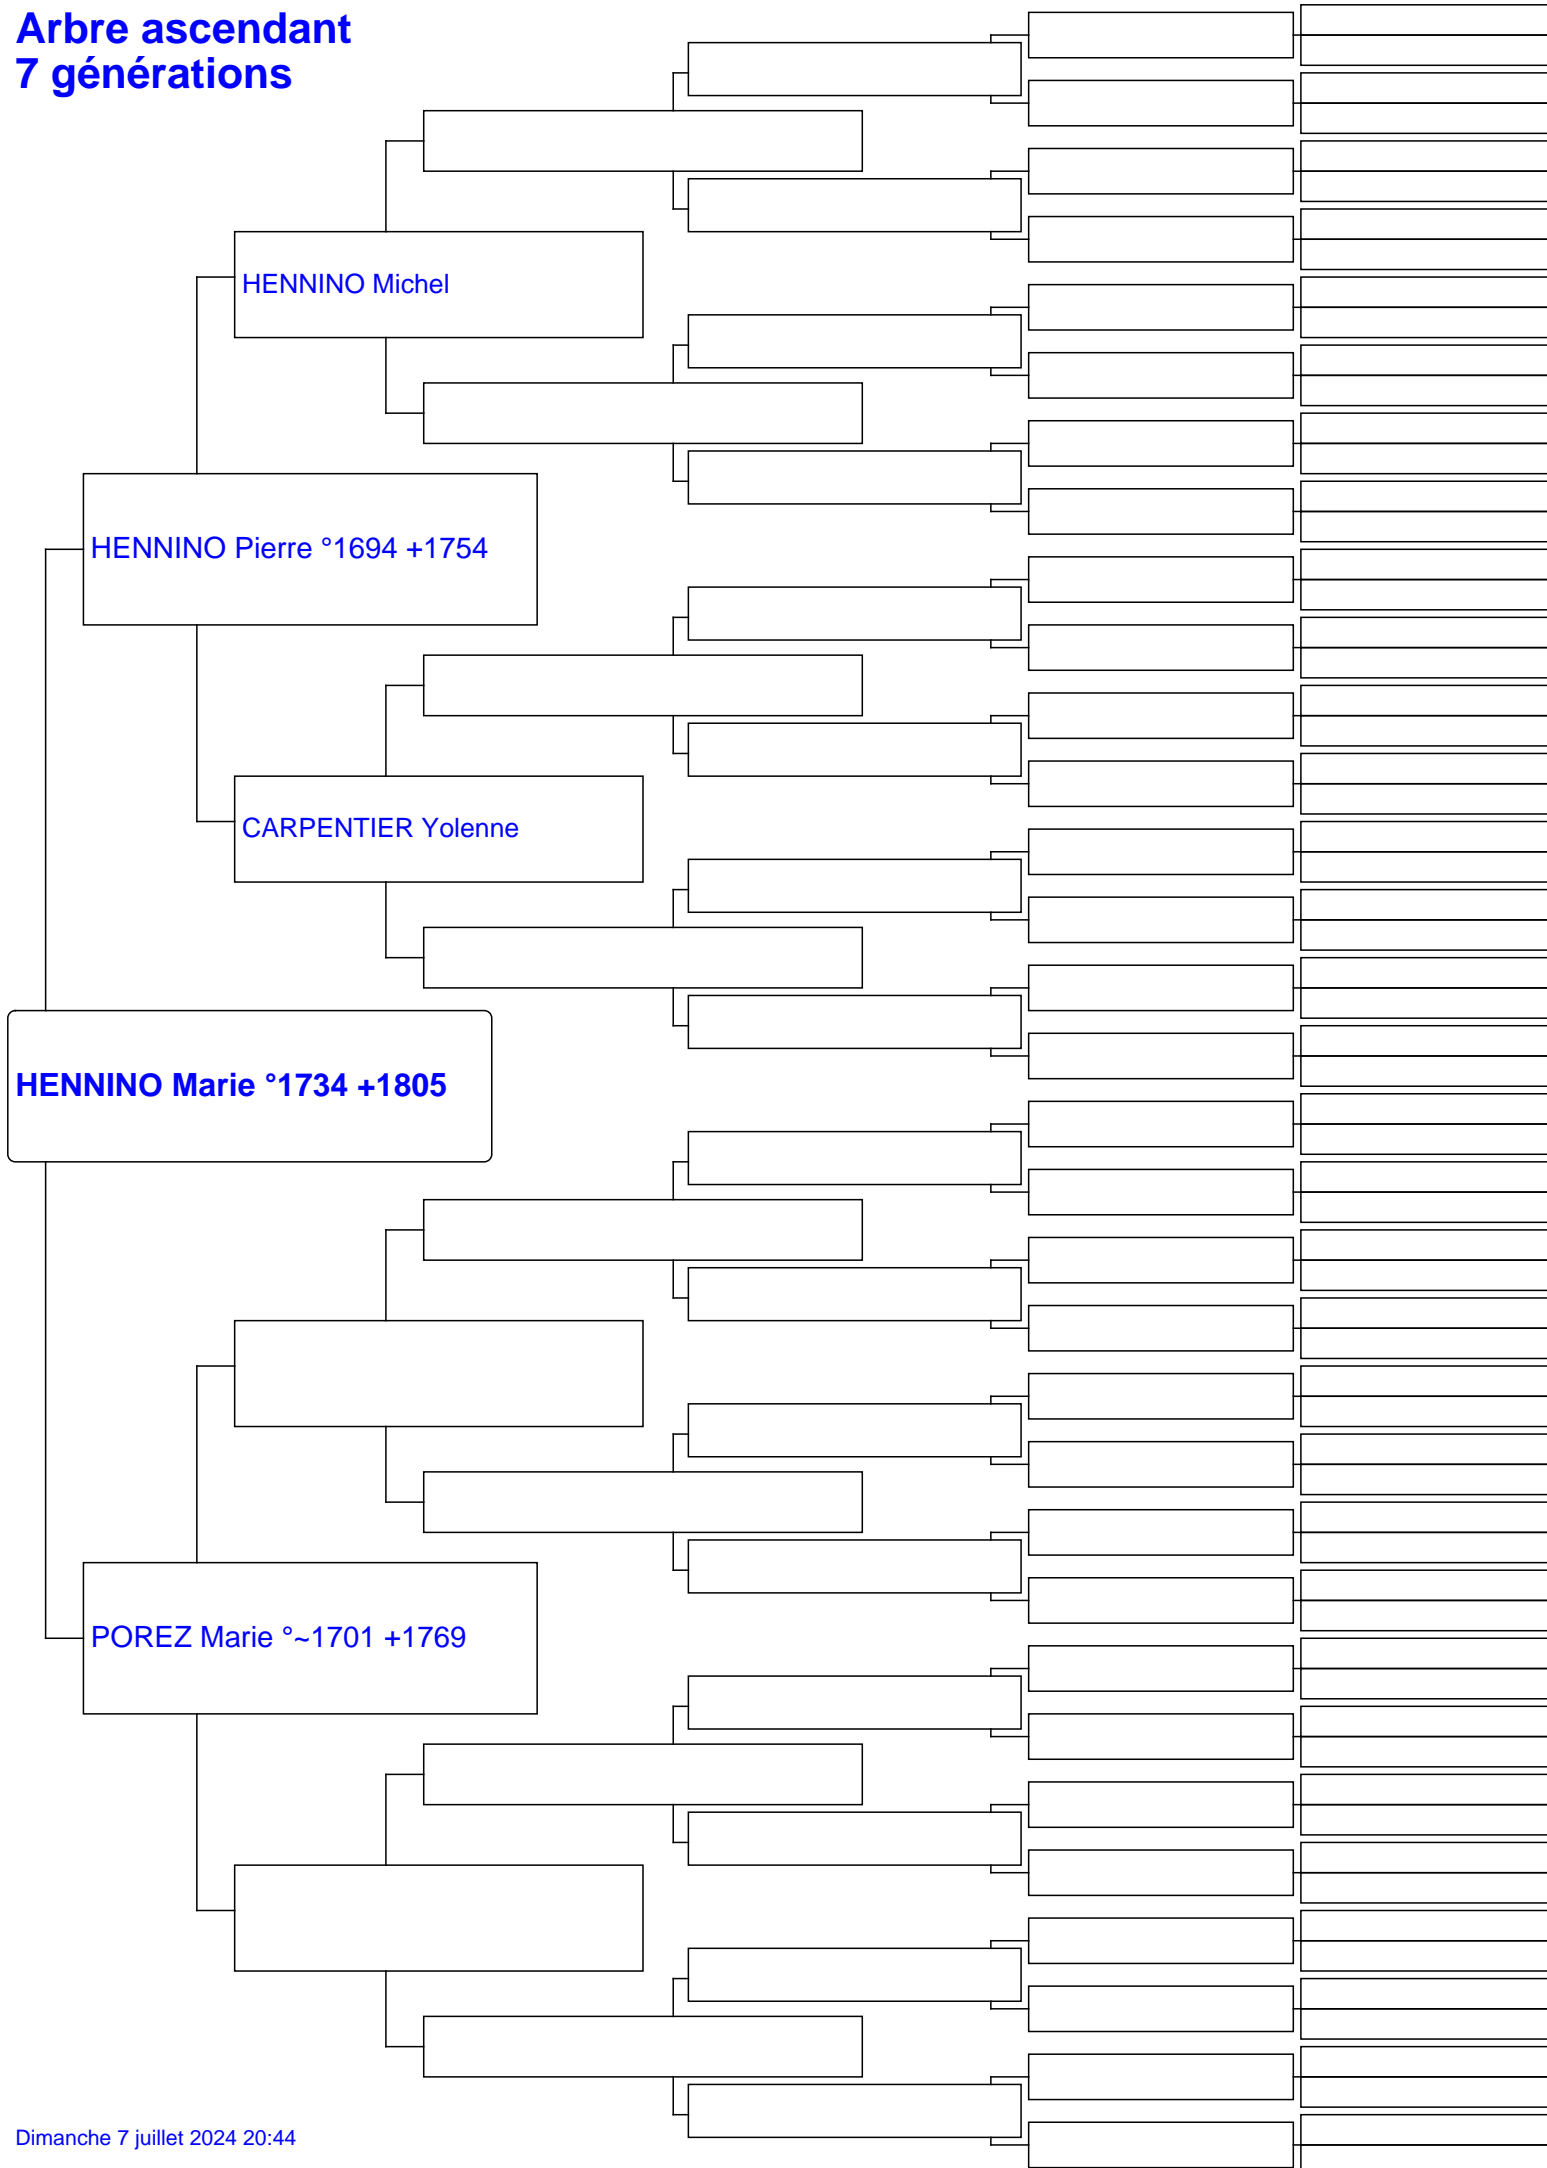 Arbre ascendant
7 générations
HENNINO Michel
HENNINO Pierre °1694 +1754
CARPENTIER Yolenne
HENNINO Marie °1734 +1805
POREZ Marie °~1701 +1769
Dimanche 7 juillet 2024 20:44